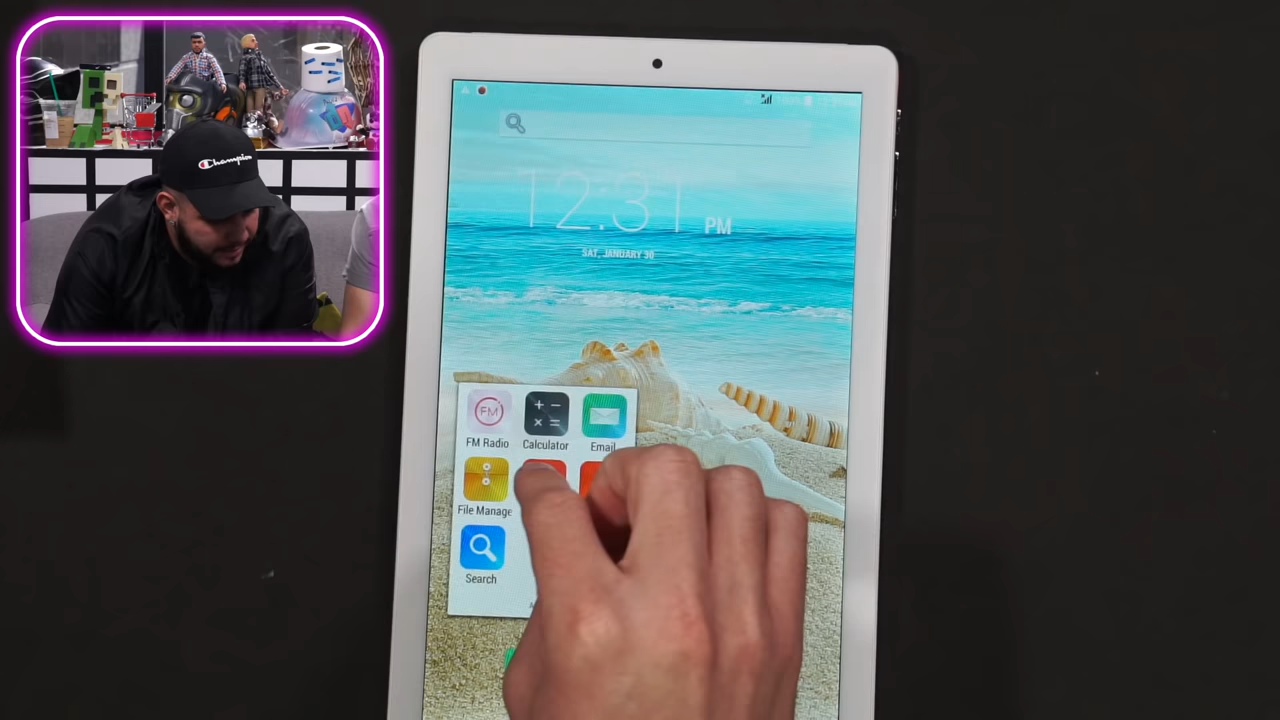 Champion
12:31 PM
SAT, JANUARY 30
FM
FM Radio
Calculator
Email
File Manage
Search